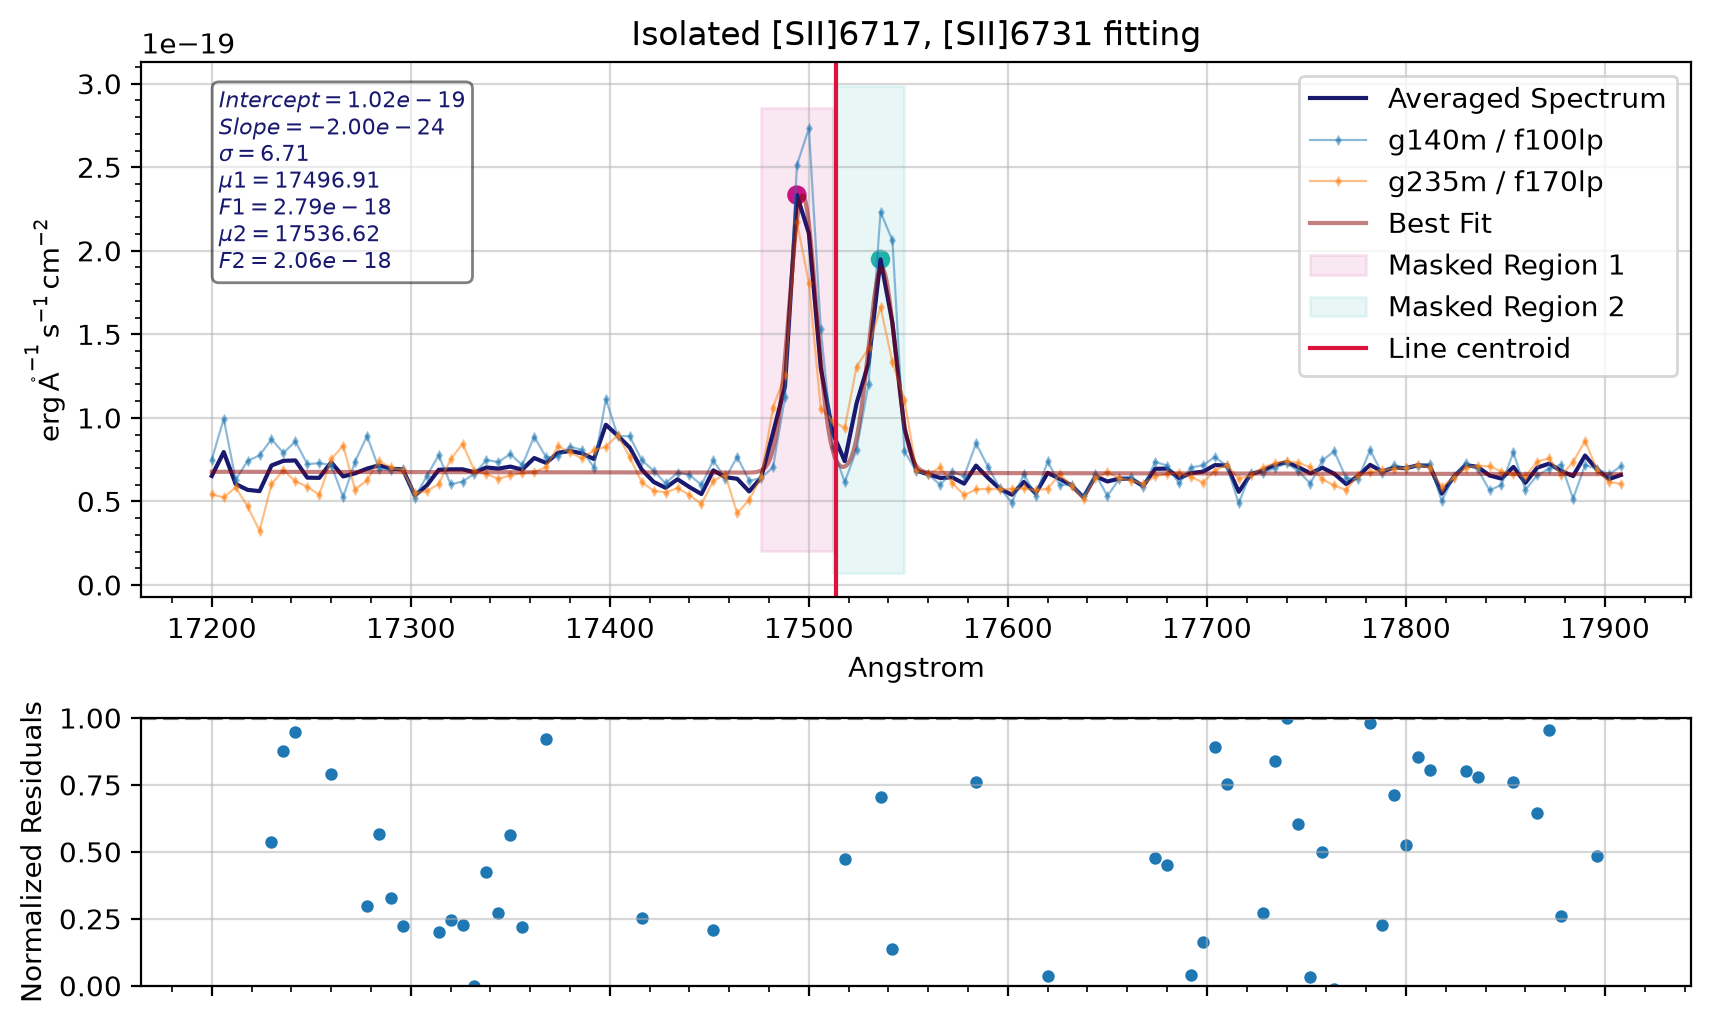 Isolated [SII]6717, [SII]6731 fitting
1e−19
Intercept = 1.02e − 19
Slope = −2.00e − 24
σ = 6.71
μ1 = 17496.91
F1 = 2.79e − 18
μ2 = 17536.62
F2 = 2.06e − 18
Averaged Spectrum
g140m / f100lp
g235m / f170lp
Best Fit
Masked Region 1
Masked Region 2
Line centroid
3.0
2.5
2.0
1.5
1.0
0.5
0.0
erg Å⁻¹ s⁻¹ cm⁻²
17200 17300 17400 17500 17600 17700 17800 17900
Angstrom
Normalized Residuals
1.00
0.75
0.50
0.25
0.00